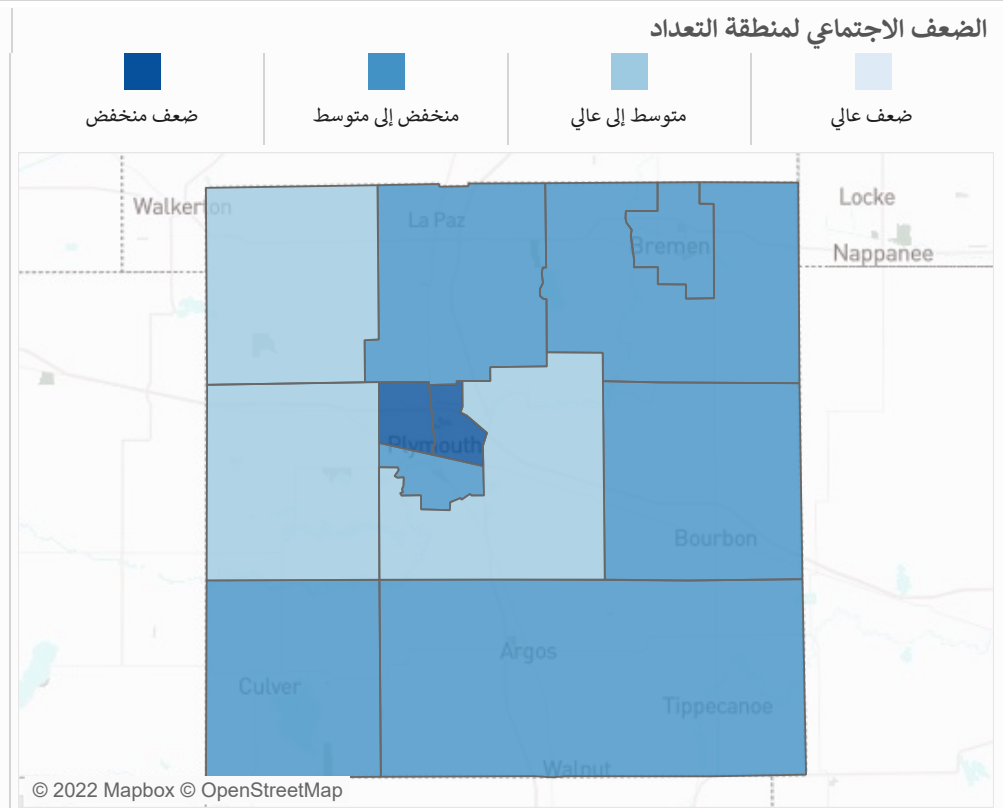 الضعف الاجتماعي لمنطقة التعداد
ضعف عالي
متوسط إلى عالي
منخفض إلى متوسط
ضعف منخفض
Walkerton
La Paz
Bremen
Locke
Nappanee
Plymouth
Bourbon
Argos
Culver
Tippecanoe
Walnut
© 2022 Mapbox © OpenStreetMap